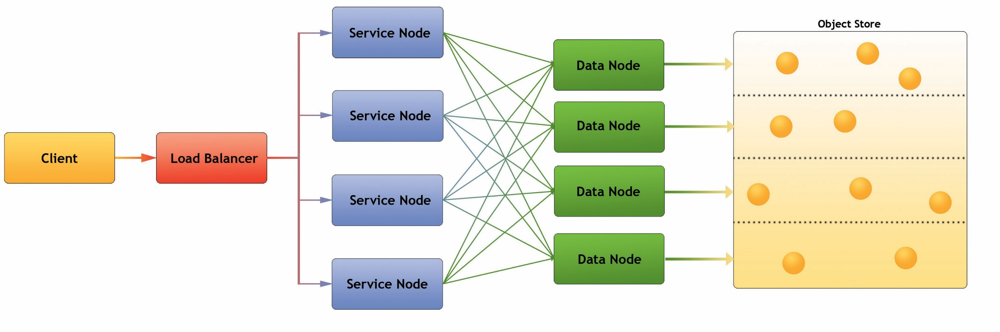 Client
Load Balancer
Service Node
Service Node
Service Node
Service Node
Data Node
Data Node
Data Node
Data Node
Object Store